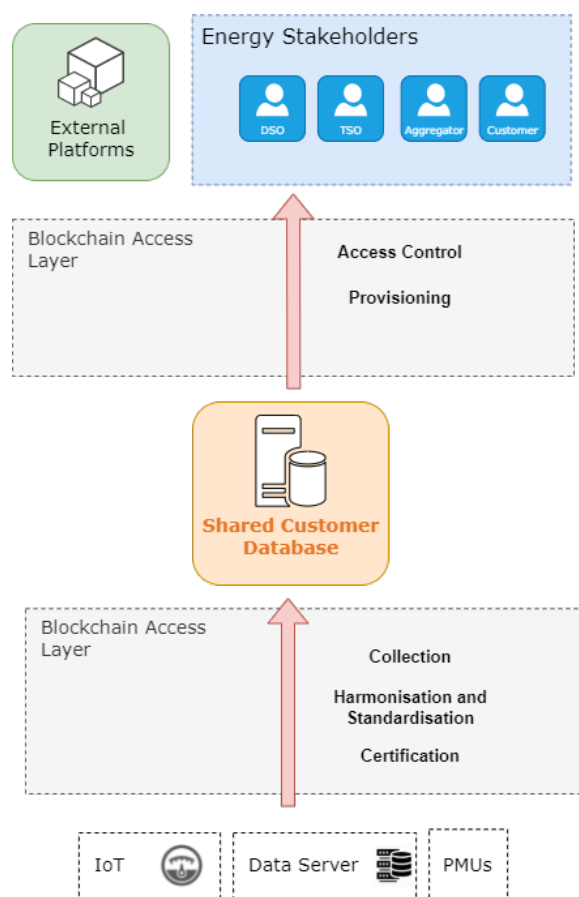 Energy Stakeholders
External
Platforms
DSO
TSO
Aggregator
Customer
Blockchain Access
Layer
Access Control
Provisioning
Shared Customer
Database
Blockchain Access
Layer
Collection
Harmonisation and
Standardisation
Certification
IoT
Data Server
PMUs